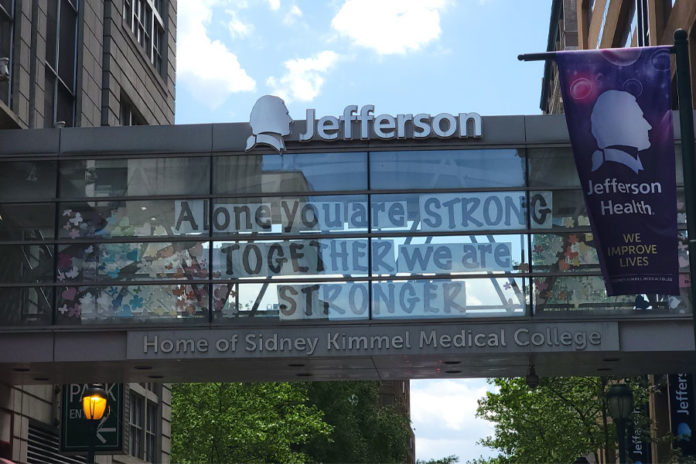 Jefferson
Alone you are STRONG
TOGETHER we are
STRONGER
Home of Sidney Kimmel Medical College
Jefferson
Health
WE
IMPROVE
LIVES
PARK
Jefferson